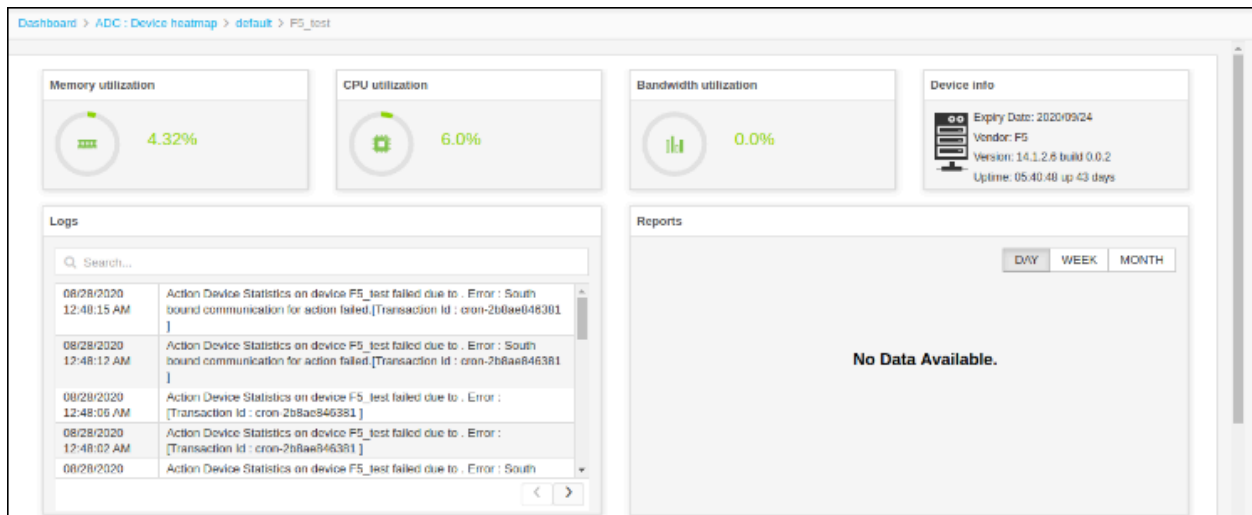 Dashboard > ADC : Device heatmap > default > F5_test
Memory utilization
4.32%
CPU utilization
6.0%
Bandwidth utilization
0.0%
Device info
Expiry Date: 2020/09/24
Vendor: F5
Version: 14.1.2.6 build 0.0.2
Uptime: 05:40:48 up 43 days
Logs
Search...
08/28/2020
12:48:15 AM
Action Device Statistics on device F5_test failed due to . Error : South
bound communication for action failed.[Transaction Id : cron-2b8ae846381
]
08/28/2020
12:48:12 AM
Action Device Statistics on device F5_test failed due to . Error : South
bound communication for action failed.[Transaction Id : cron-2b8ae846381
]
08/28/2020
12:48:06 AM
Action Device Statistics on device F5_test failed due to . Error :
[Transaction Id : cron-2b8ae846381 ]
08/28/2020
12:48:02 AM
Action Device Statistics on device F5_test failed due to . Error :
[Transaction Id : cron-2b8ae846381 ]
08/28/2020
Action Device Statistics on device F5_test failed due to . Error : South
Reports
DAY WEEK MONTH
No Data Available.